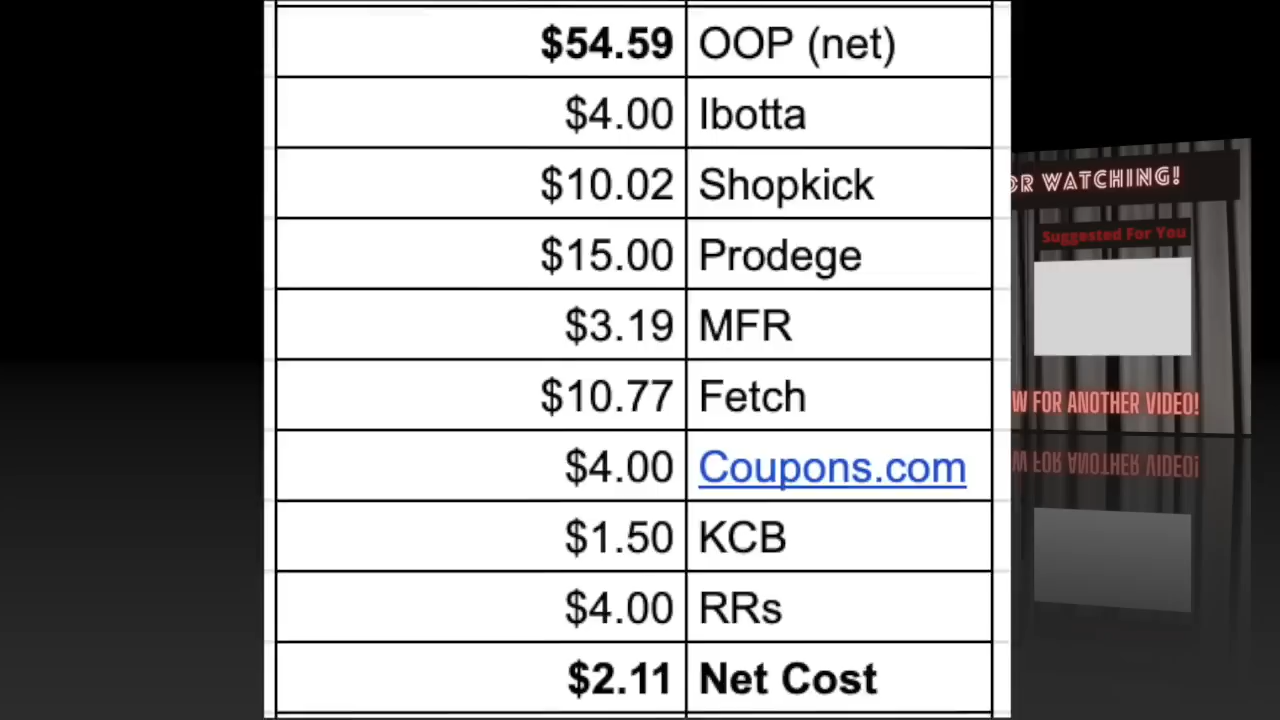 $54.59 OOP (net)
$4.00 Ibotta
$10.02 Shopkick
$15.00 Prodege
$3.19 MFR
$10.77 Fetch
$4.00 Coupons.com
$1.50 KCB
$4.00 RRs
$2.11 Net Cost
OR WATCHING!
Suggested For You
W FOR ANOTHER VIDEO!